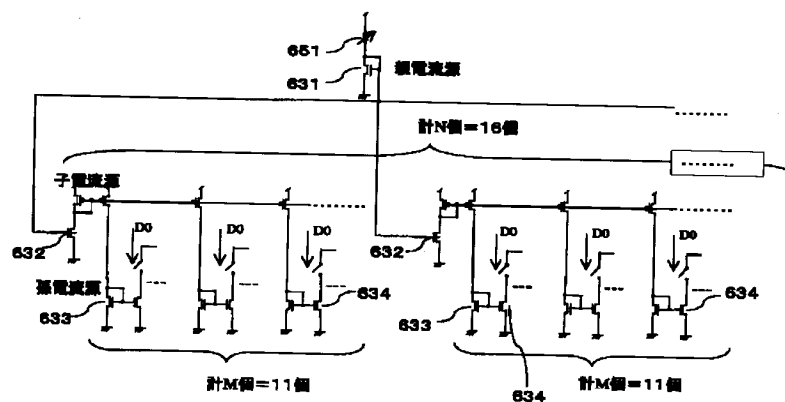 651
631
親電流源
........
計N個=16個
........
子電流源
632
D0
D0
D0
........
632
D0
D0
D0
........
孫電流源
633
634
633
634
634
計M個=11個
計M個=11個